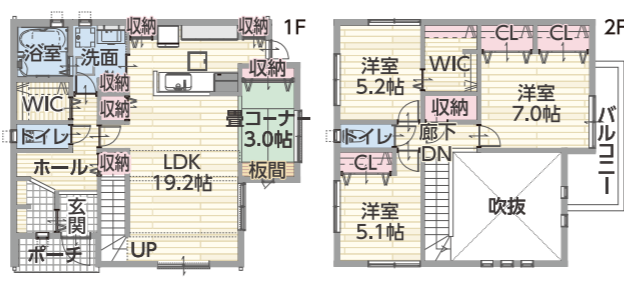 収納
収納
1F
浴室
洗面
収納
収納
WIC
収納
畳コーナー
3.0帖
トイレ
ホール
収納
LDK
19.2帖
板間
玄関
ポーチ
UP
2F
CL
CL
洋室
5.2帖
WIC
洋室
7.0帖
収納
トイレ
廊下
DN
バルコニー
CL
洋室
5.1帖
吹抜